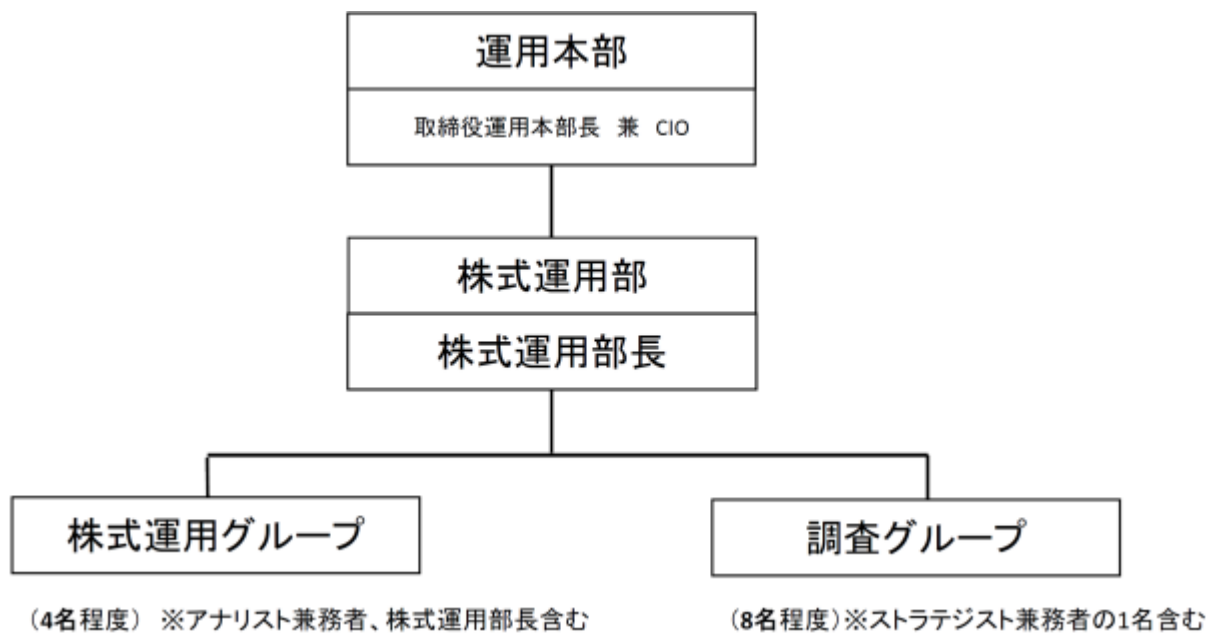 運用本部
取締役運用本部長　兼　CIO
株式運用部
株式運用部長
株式運用グループ
調査グループ
（4名程度）　※アナリスト兼務者、株式運用部長含む
（8名程度）※ストラテジスト兼務者の1名含む